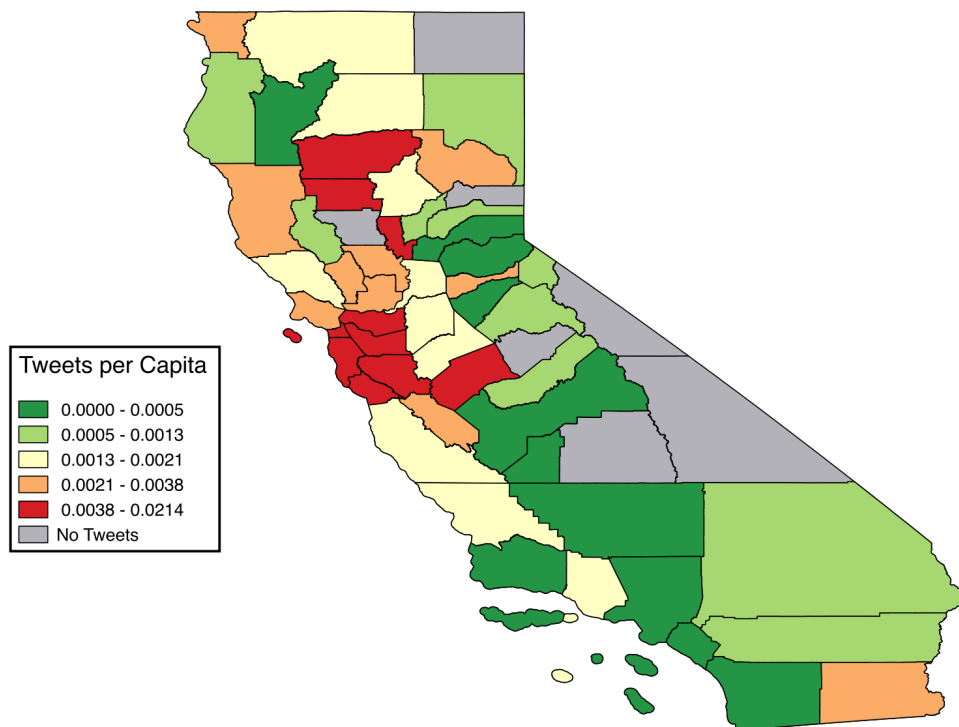 Tweets per Capita
0.0000 - 0.0005
0.0005 - 0.0013
0.0013 - 0.0021
0.0021 - 0.0038
0.0038 - 0.0214
No Tweets